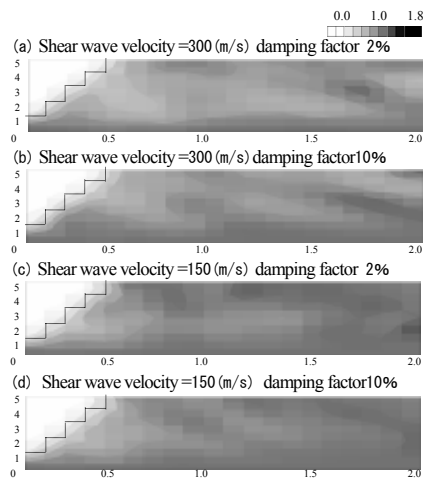 0.0 1.0 1.8
(a) Shear wave velocity=300(m/s) damping factor 2%
5
4
3
2
1
0 0.5 1.0 1.5 2.0
(b) Shear wave velocity=300(m/s)damping factor10%
5
4
3
2
1
0 0.5 1.0 1.5 2.0
(c) Shear wave velocity=150(m/s) damping factor 2%
5
4
3
2
1
0 0.5 1.0 1.5 2.0
(d) Shear wave velocity=150(m/s) damping factor10%
5
4
3
2
1
0 0.5 1.0 1.5 2.0